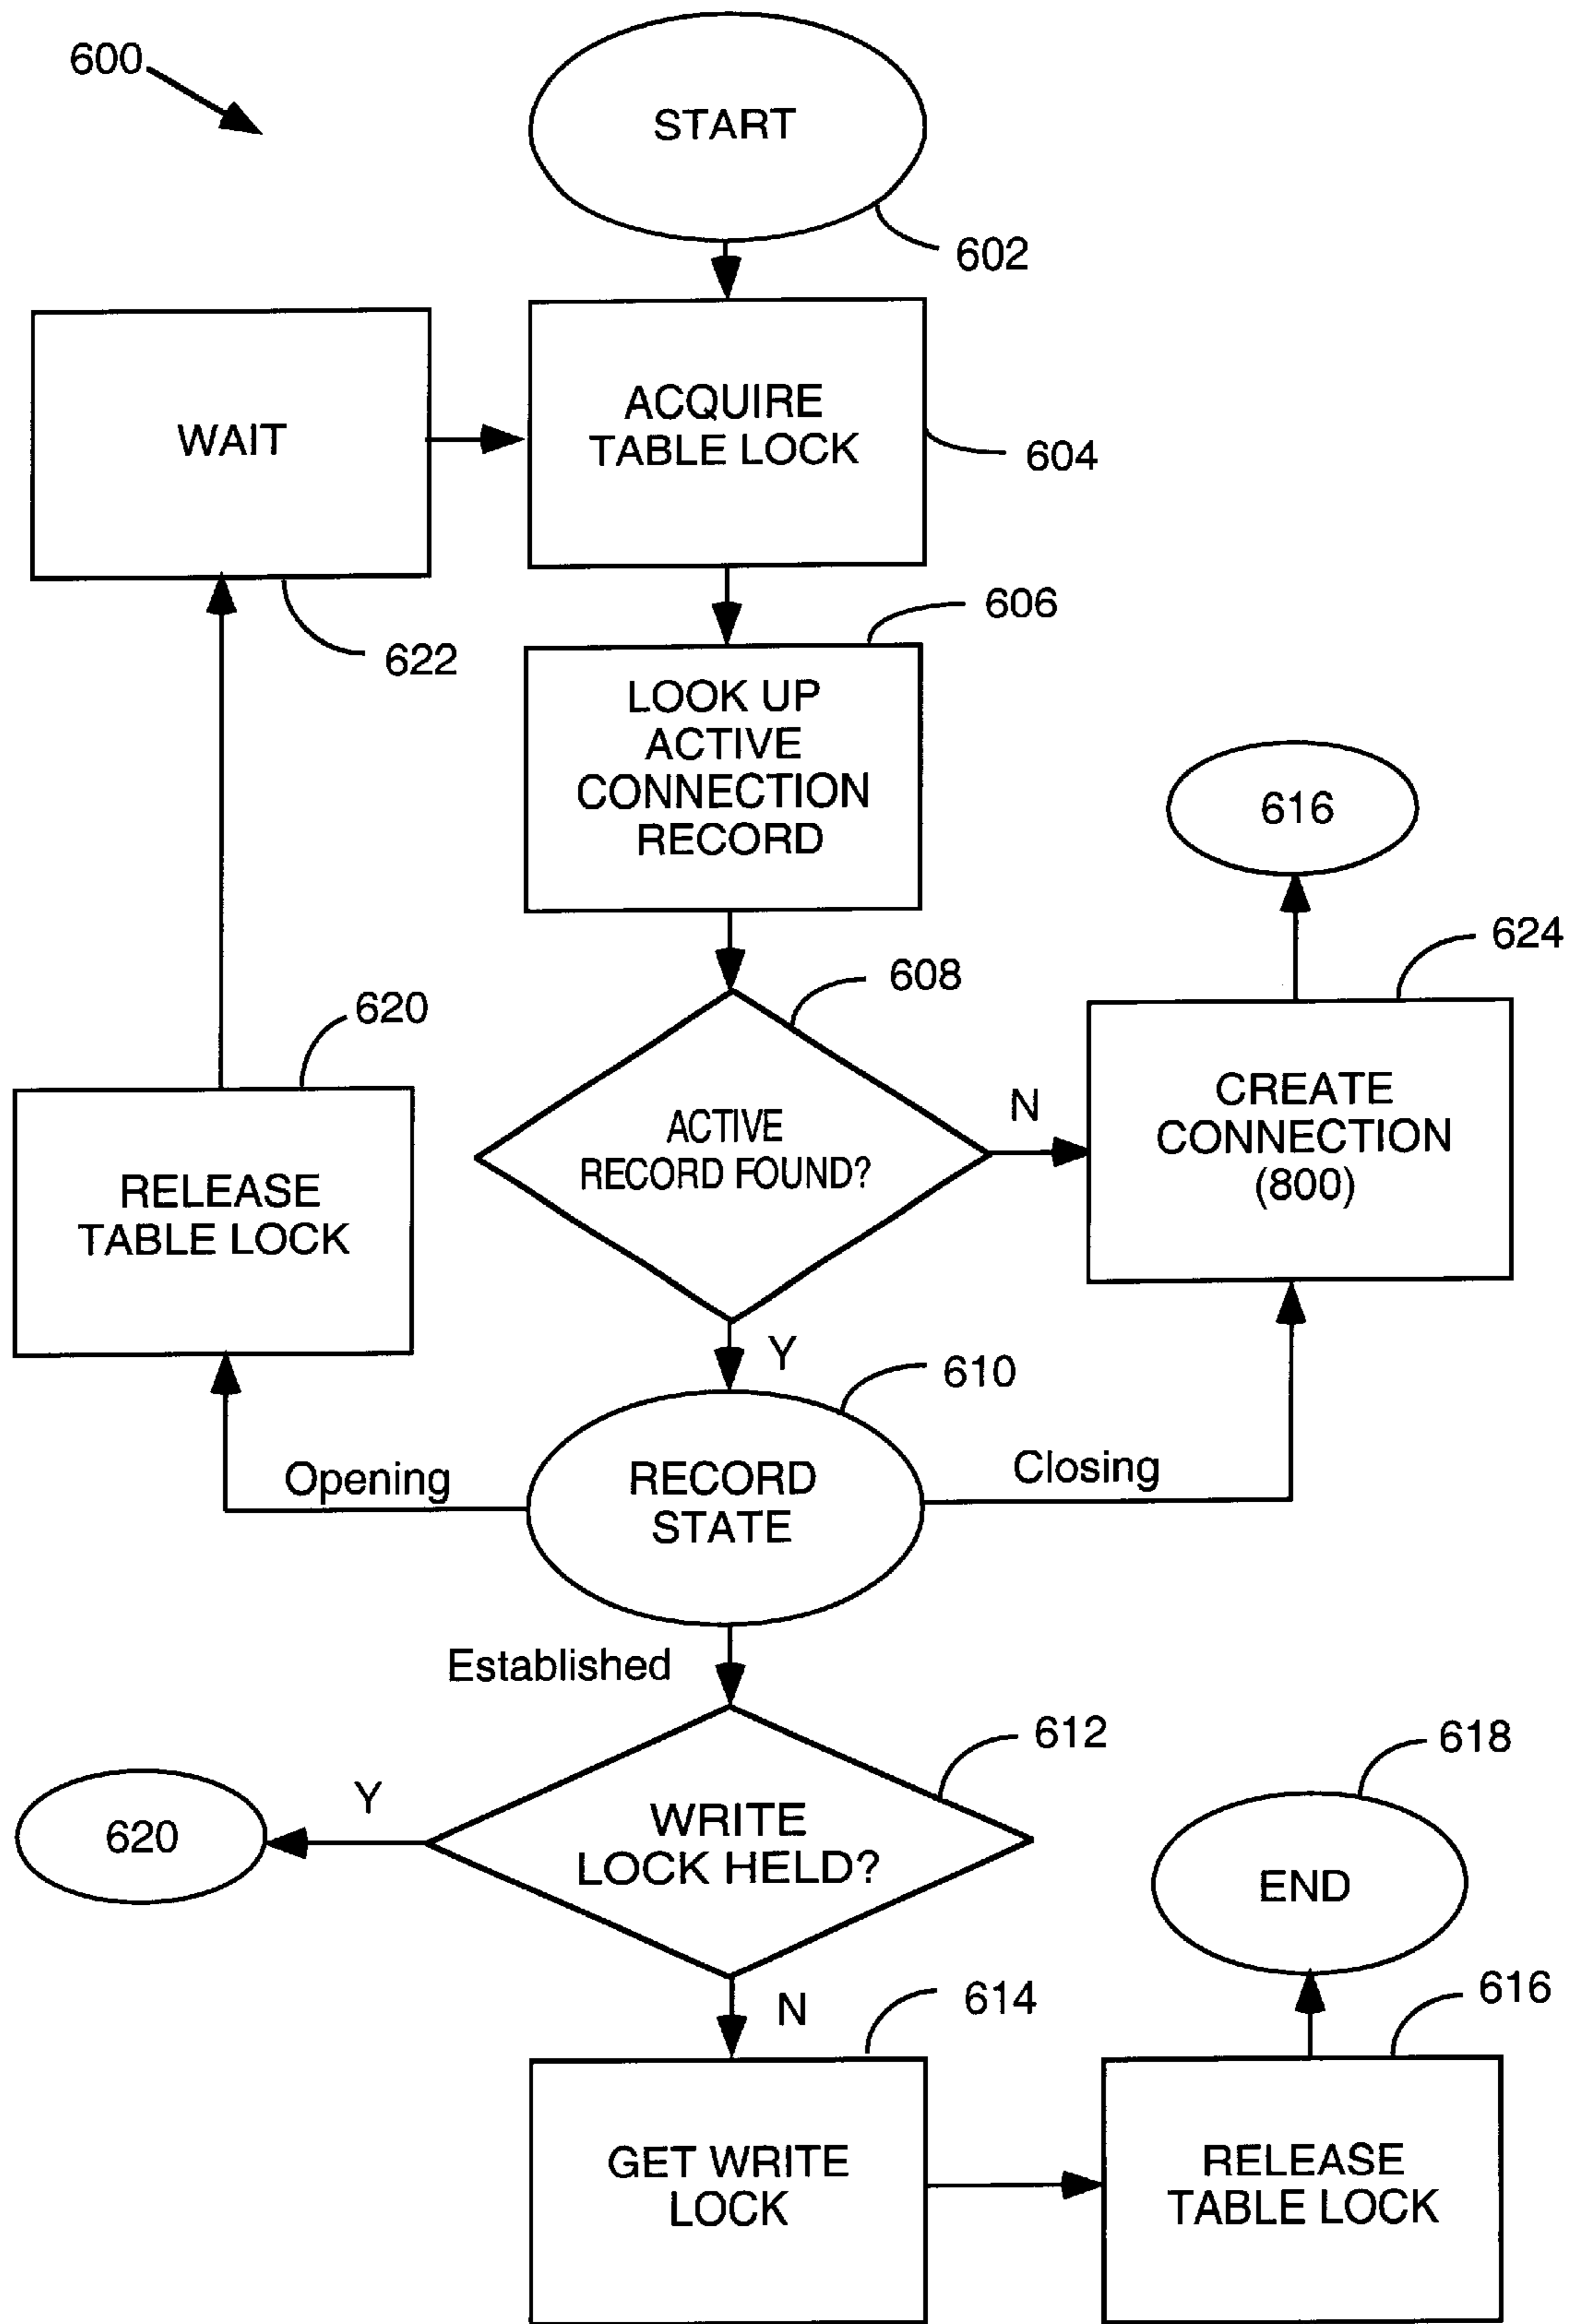 600
START
602
WAIT
ACQUIRE
TABLE LOCK
604
622
606
LOOK UP
ACTIVE
CONNECTION
RECORD
616
624
608
620
CREATE
CONNECTION
(800)
N
ACTIVE
RECORD FOUND?
RELEASE
TABLE LOCK
Y
610
Opening
RECORD
STATE
Closing
Established
612
618
Y
620
WRITE
LOCK HELD?
END
N
614
616
GET WRITE
LOCK
RELEASE
TABLE LOCK